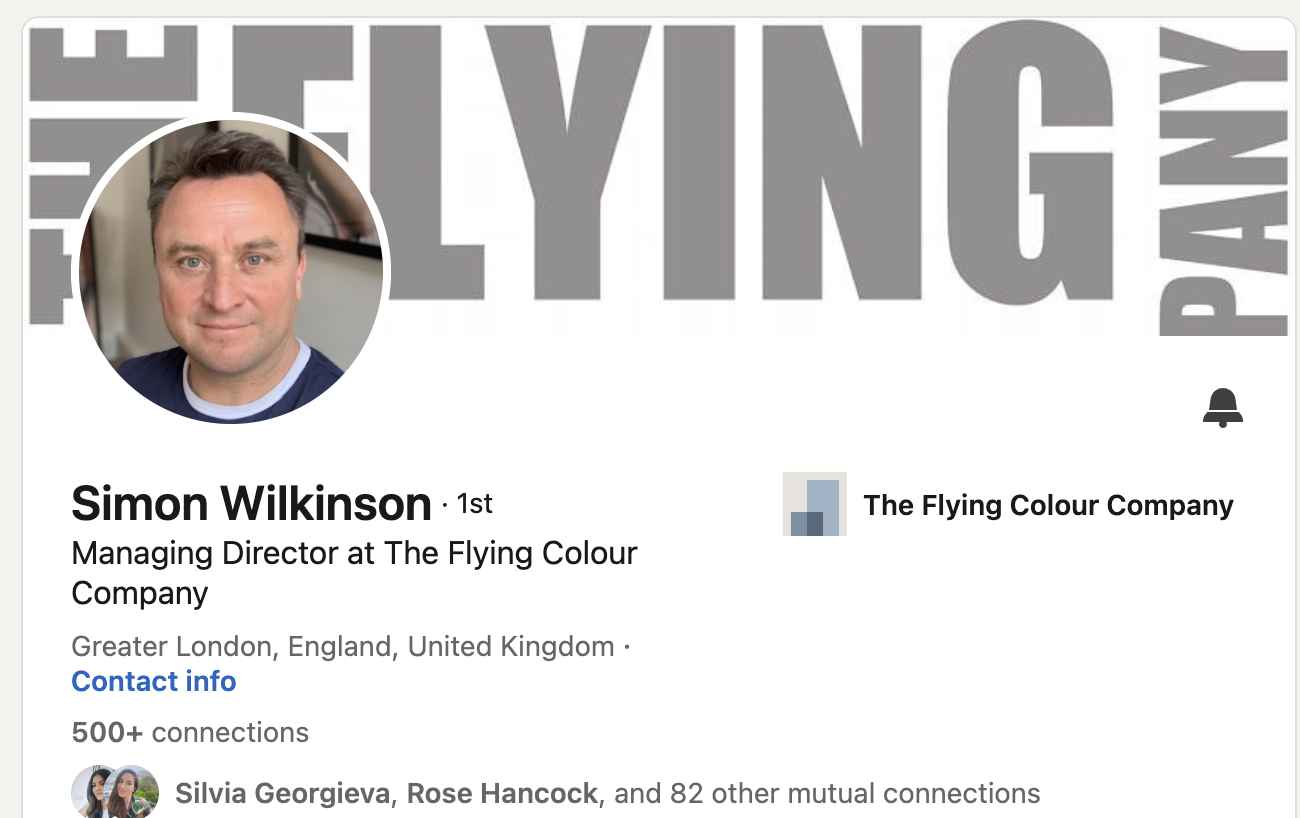 THE
FLYING
PANY
Simon Wilkinson · 1st
The Flying Colour Company
Managing Director at The Flying Colour
Company
Greater London, England, United Kingdom ·
Contact info
500+ connections
Silvia Georgieva, Rose Hancock, and 82 other mutual connections